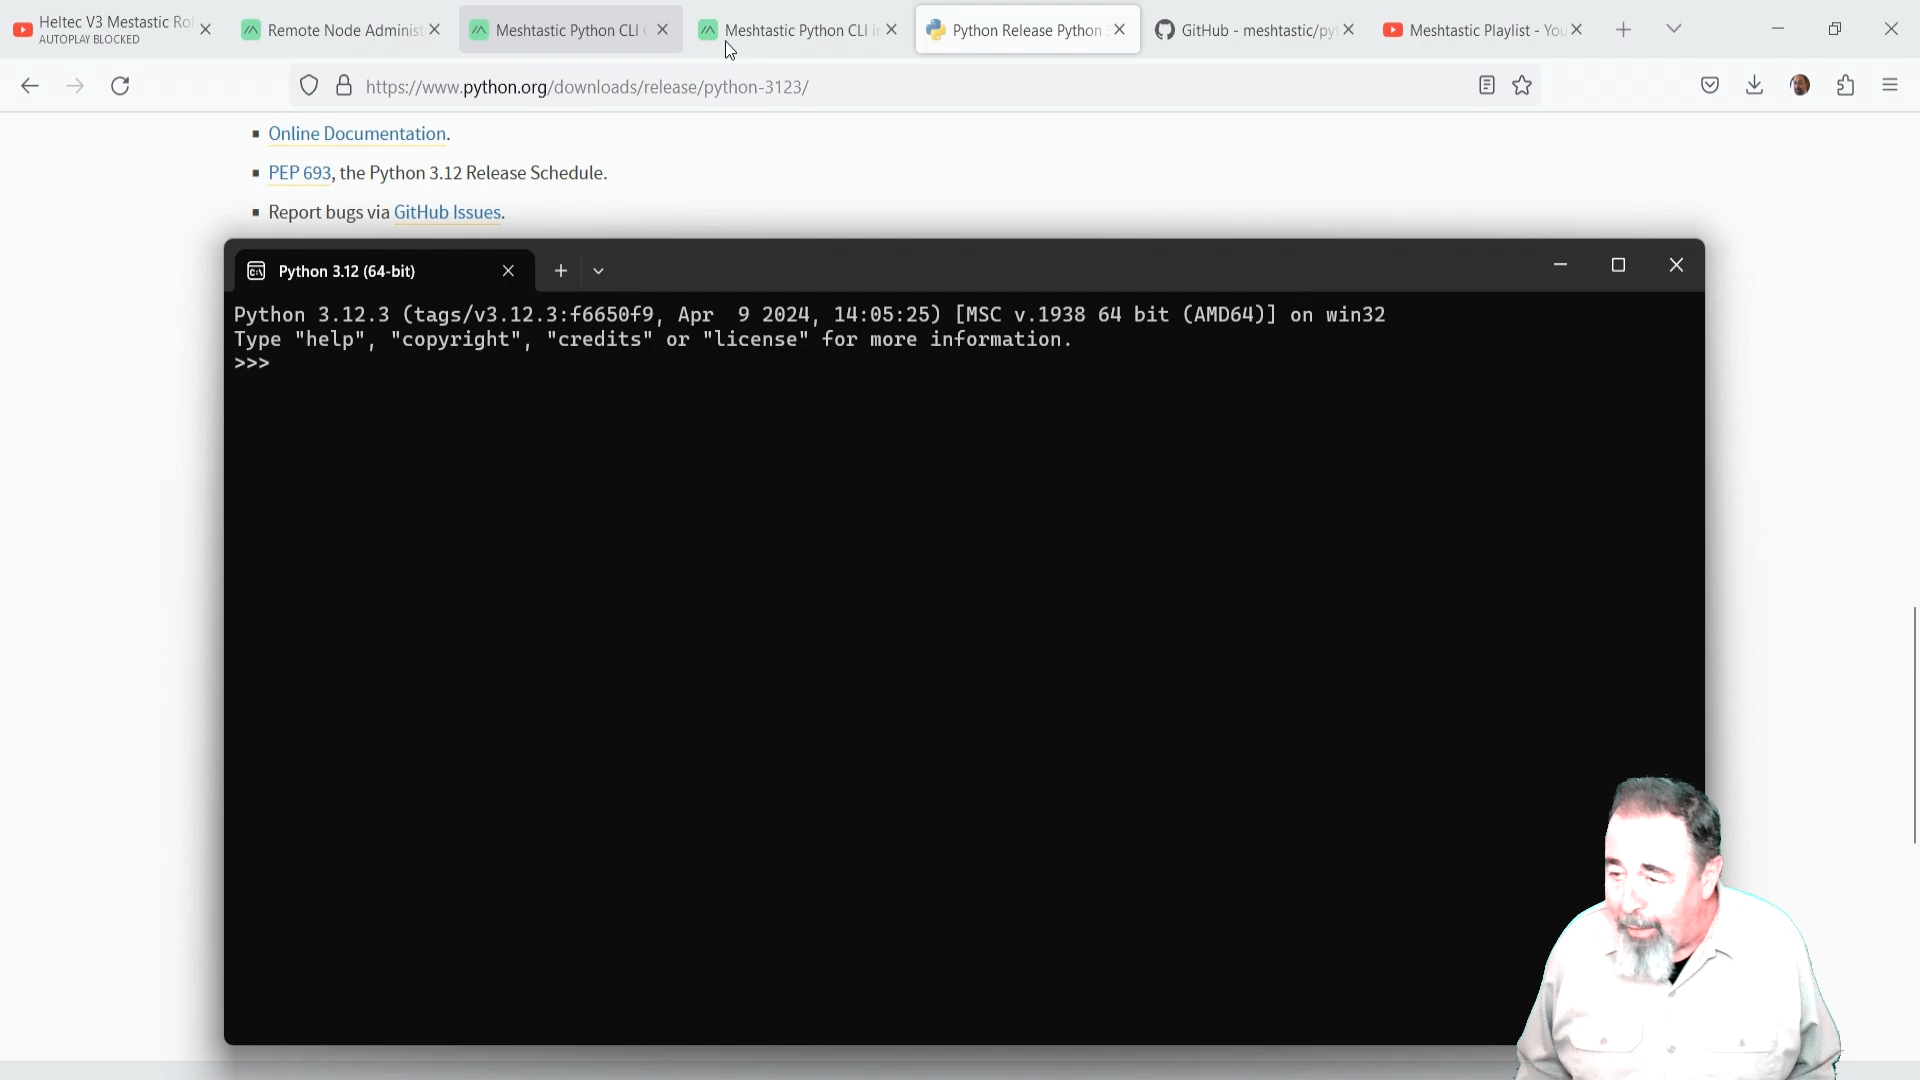 Heltec V3 Mestastic Rol
AUTOPLAY BLOCKED
Remote Node Administ
Meshtastic Python CLI
Meshtastic Python CLI in
Python Release Python
GitHub - meshtastic/pyt
Meshtastic Playlist - You
https://www.python.org/downloads/release/python-3123/
Online Documentation.
PEP 693, the Python 3.12 Release Schedule.
Report bugs via GitHub Issues.
Python 3.12 (64-bit)
Python 3.12.3 (tags/v3.12.3:f6650f9, Apr  9 2024, 14:05:25) [MSC v.1938 64 bit (AMD64)] on win32
Type "help", "copyright", "credits" or "license" for more information.
>>>